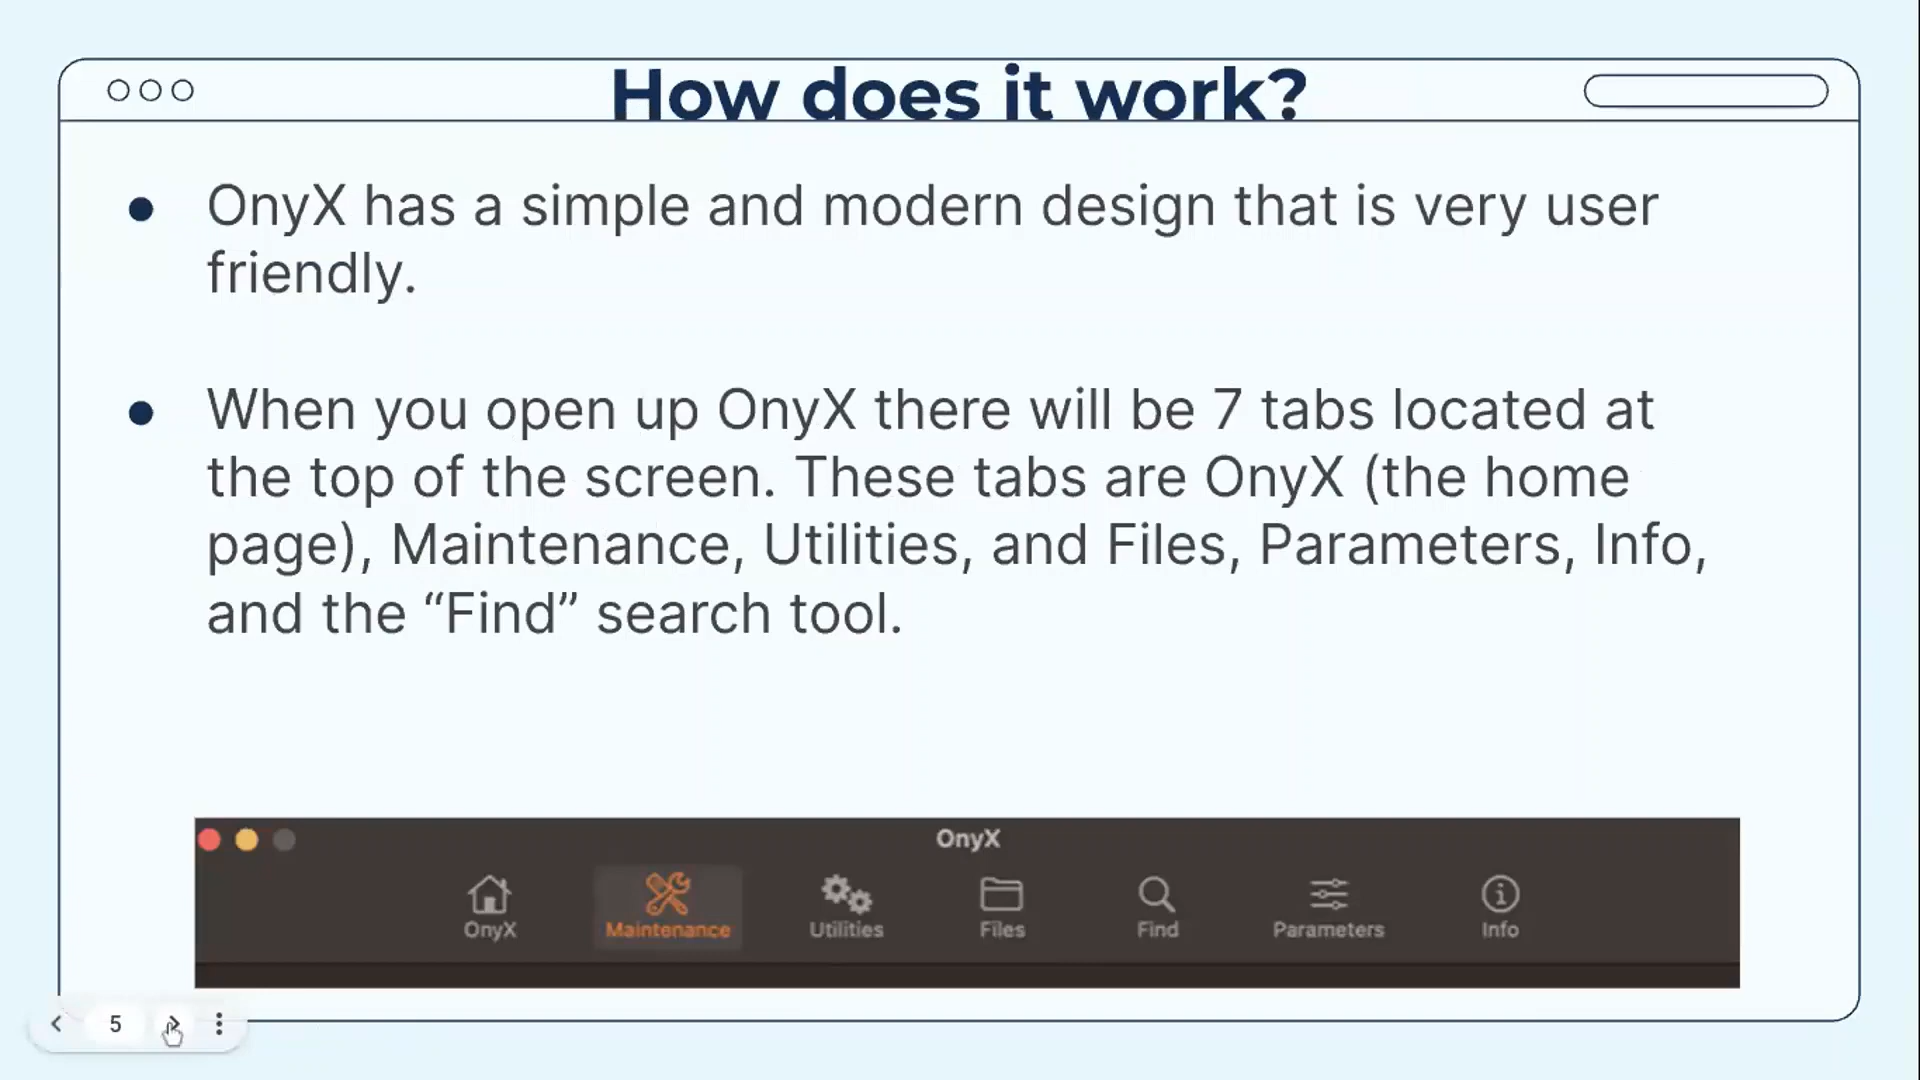 How does it work?
● OnyX has a simple and modern design that is very user
friendly.
● When you open up OnyX there will be 7 tabs located at
the top of the screen. These tabs are OnyX (the home
page), Maintenance, Utilities, and Files, Parameters, Info,
and the “Find” search tool.
OnyX
OnyX Maintenance Utilities Files Find Parameters Info
5